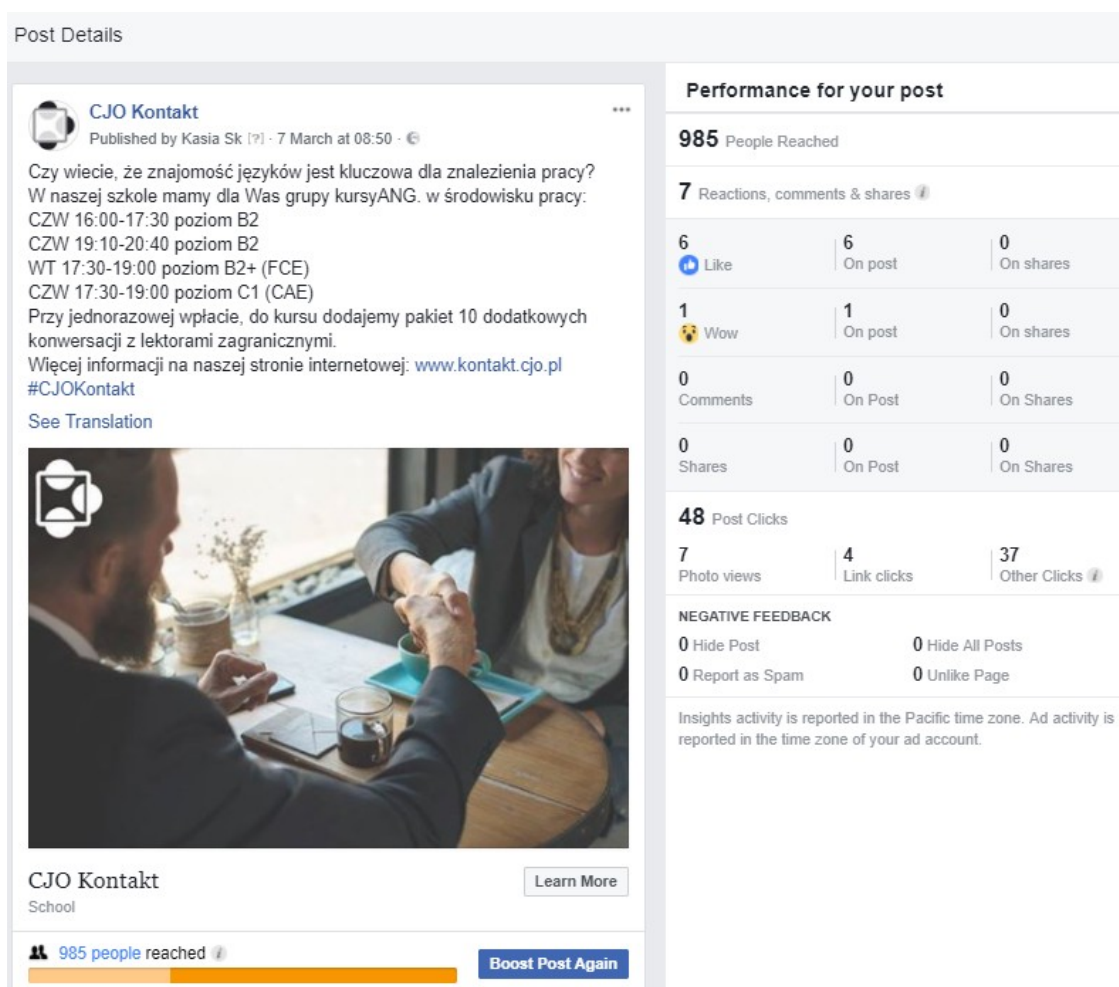 Post Details
CJO Kontakt
Published by Kasia Sk [?] · 7 March at 08:50 ·
Czy wiecie, że znajomość języków jest kluczowa dla znalezienia pracy?
W naszej szkole mamy dla Was grupy kursyANG. w środowisku pracy:
CZW 16:00-17:30 poziom B2
CZW 19:10-20:40 poziom B2
WT 17:30-19:00 poziom B2+ (FCE)
CZW 17:30-19:00 poziom C1 (CAE)
Przy jednorazowej wpłacie, do kursu dodajemy pakiet 10 dodatkowych
konwersacji z lektorami zagranicznymi.
Więcej informacji na naszej stronie internetowej: www.kontakt.cjo.pl
#CJOKontakt
See Translation
CJO Kontakt
Learn More
School
985 people reached
Boost Post Again
Performance for your post
985 People Reached
7 Reactions, comments & shares
6 6 0
Like On post On shares
1 1 0
Wow On post On shares
0 0 0
Comments On Post On Shares
0 0 0
Shares On Post On Shares
48 Post Clicks
7 4 37
Photo views Link clicks Other Clicks
NEGATIVE FEEDBACK
0 Hide Post 0 Hide All Posts
0 Report as Spam 0 Unlike Page
Insights activity is reported in the Pacific time zone. Ad activity is
reported in the time zone of your ad account.